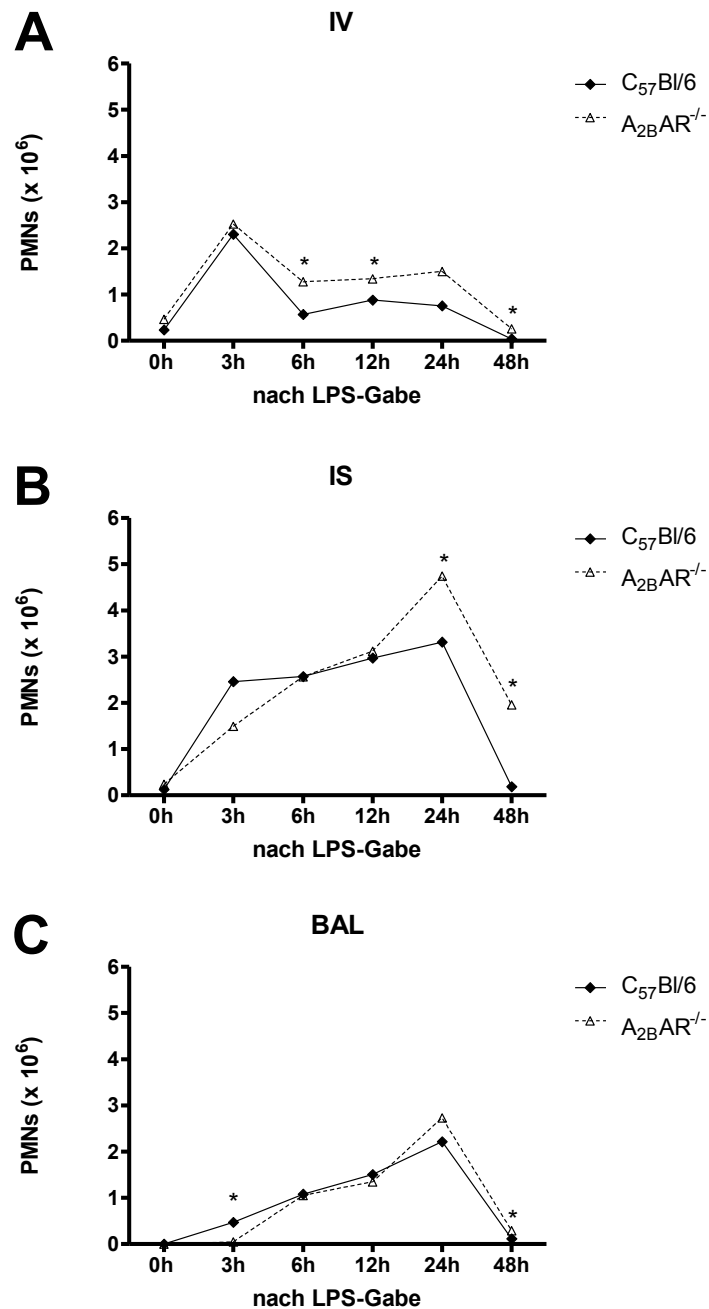 A
IV
PMNs (x 10⁶)
6
5
4
3
2
1
0
* * *
0h 3h 6h 12h 24h 48h
nach LPS-Gabe
C₅₇Bl/6
A₂BAR⁻/⁻
B
IS
PMNs (x 10⁶)
6
5
4
3
2
1
0
* *
0h 3h 6h 12h 24h 48h
nach LPS-Gabe
C₅₇Bl/6
A₂BAR⁻/⁻
C
BAL
PMNs (x 10⁶)
6
5
4
3
2
1
0
* *
0h 3h 6h 12h 24h 48h
nach LPS-Gabe
C₅₇Bl/6
A₂BAR⁻/⁻